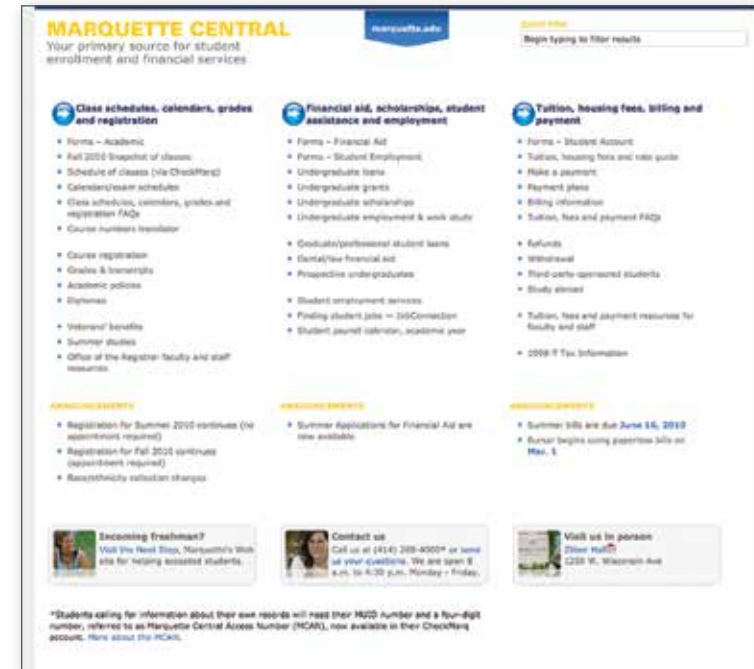 MARQUETTE CENTRAL
Your primary source for student
enrollment and financial services
marquette.edu
Begin typing to filter results
Class schedules, calendars, grades
and registration
Forms – Academic
Fall 2010 Snapshot of classes
Schedule of classes (via CheckMarq)
Calendars/exam schedules
Class schedules, calendars, grades and
registration FAQs
Course numbers translator
Course registration
Grades & transcripts
Academic policies
Diplomas
Veterans' benefits
Summer studies
Office of the Registrar faculty and staff
resources
ANNOUNCEMENTS
Registration for Summer 2010 continues (no
appointment required)
Registration for Fall 2010 continues
(appointment required)
Race/ethnicity collection changes
Financial aid, scholarships, student
assistance and employment
Forms – Financial Aid
Forms – Student Employment
Undergraduate loans
Undergraduate grants
Undergraduate scholarships
Undergraduate employment & work study
Graduate/professional student loans
Dental/law financial aid
Prospective undergraduates
Student employment services
Finding student jobs — JobConnection
Student payroll calendar, academic year
ANNOUNCEMENTS
Summer Applications for Financial Aid are
now available
Tuition, housing fees, billing and
payment
Forms – Student Account
Tuition, housing fees and rate guide
Make a payment
Payment plans
Billing information
Tuition, fees and payment FAQs
Refunds
Withdrawal
Third-party-sponsored students
Study abroad
Tuition, fees and payment resources for
faculty and staff
1098-T Tax Information
ANNOUNCEMENTS
Summer bills are due June 16, 2010
Bursar begins using paperless bills on
Mar. 1
Incoming freshman?
Visit the Next Step, Marquette's Web
site for helping accepted students.
Contact us
Call us at (414) 288-4000* or send
us your questions. We are open 8
a.m. to 4:30 p.m. Monday – Friday.
Visit us in person
Zilber Hall
1250 W. Wisconsin Ave
*Students calling for information about their own records will need their MUID number and a four-digit
number, referred to as Marquette Central Access Number (MCAN), now available in their CheckMarq
account. More about the MCAN.